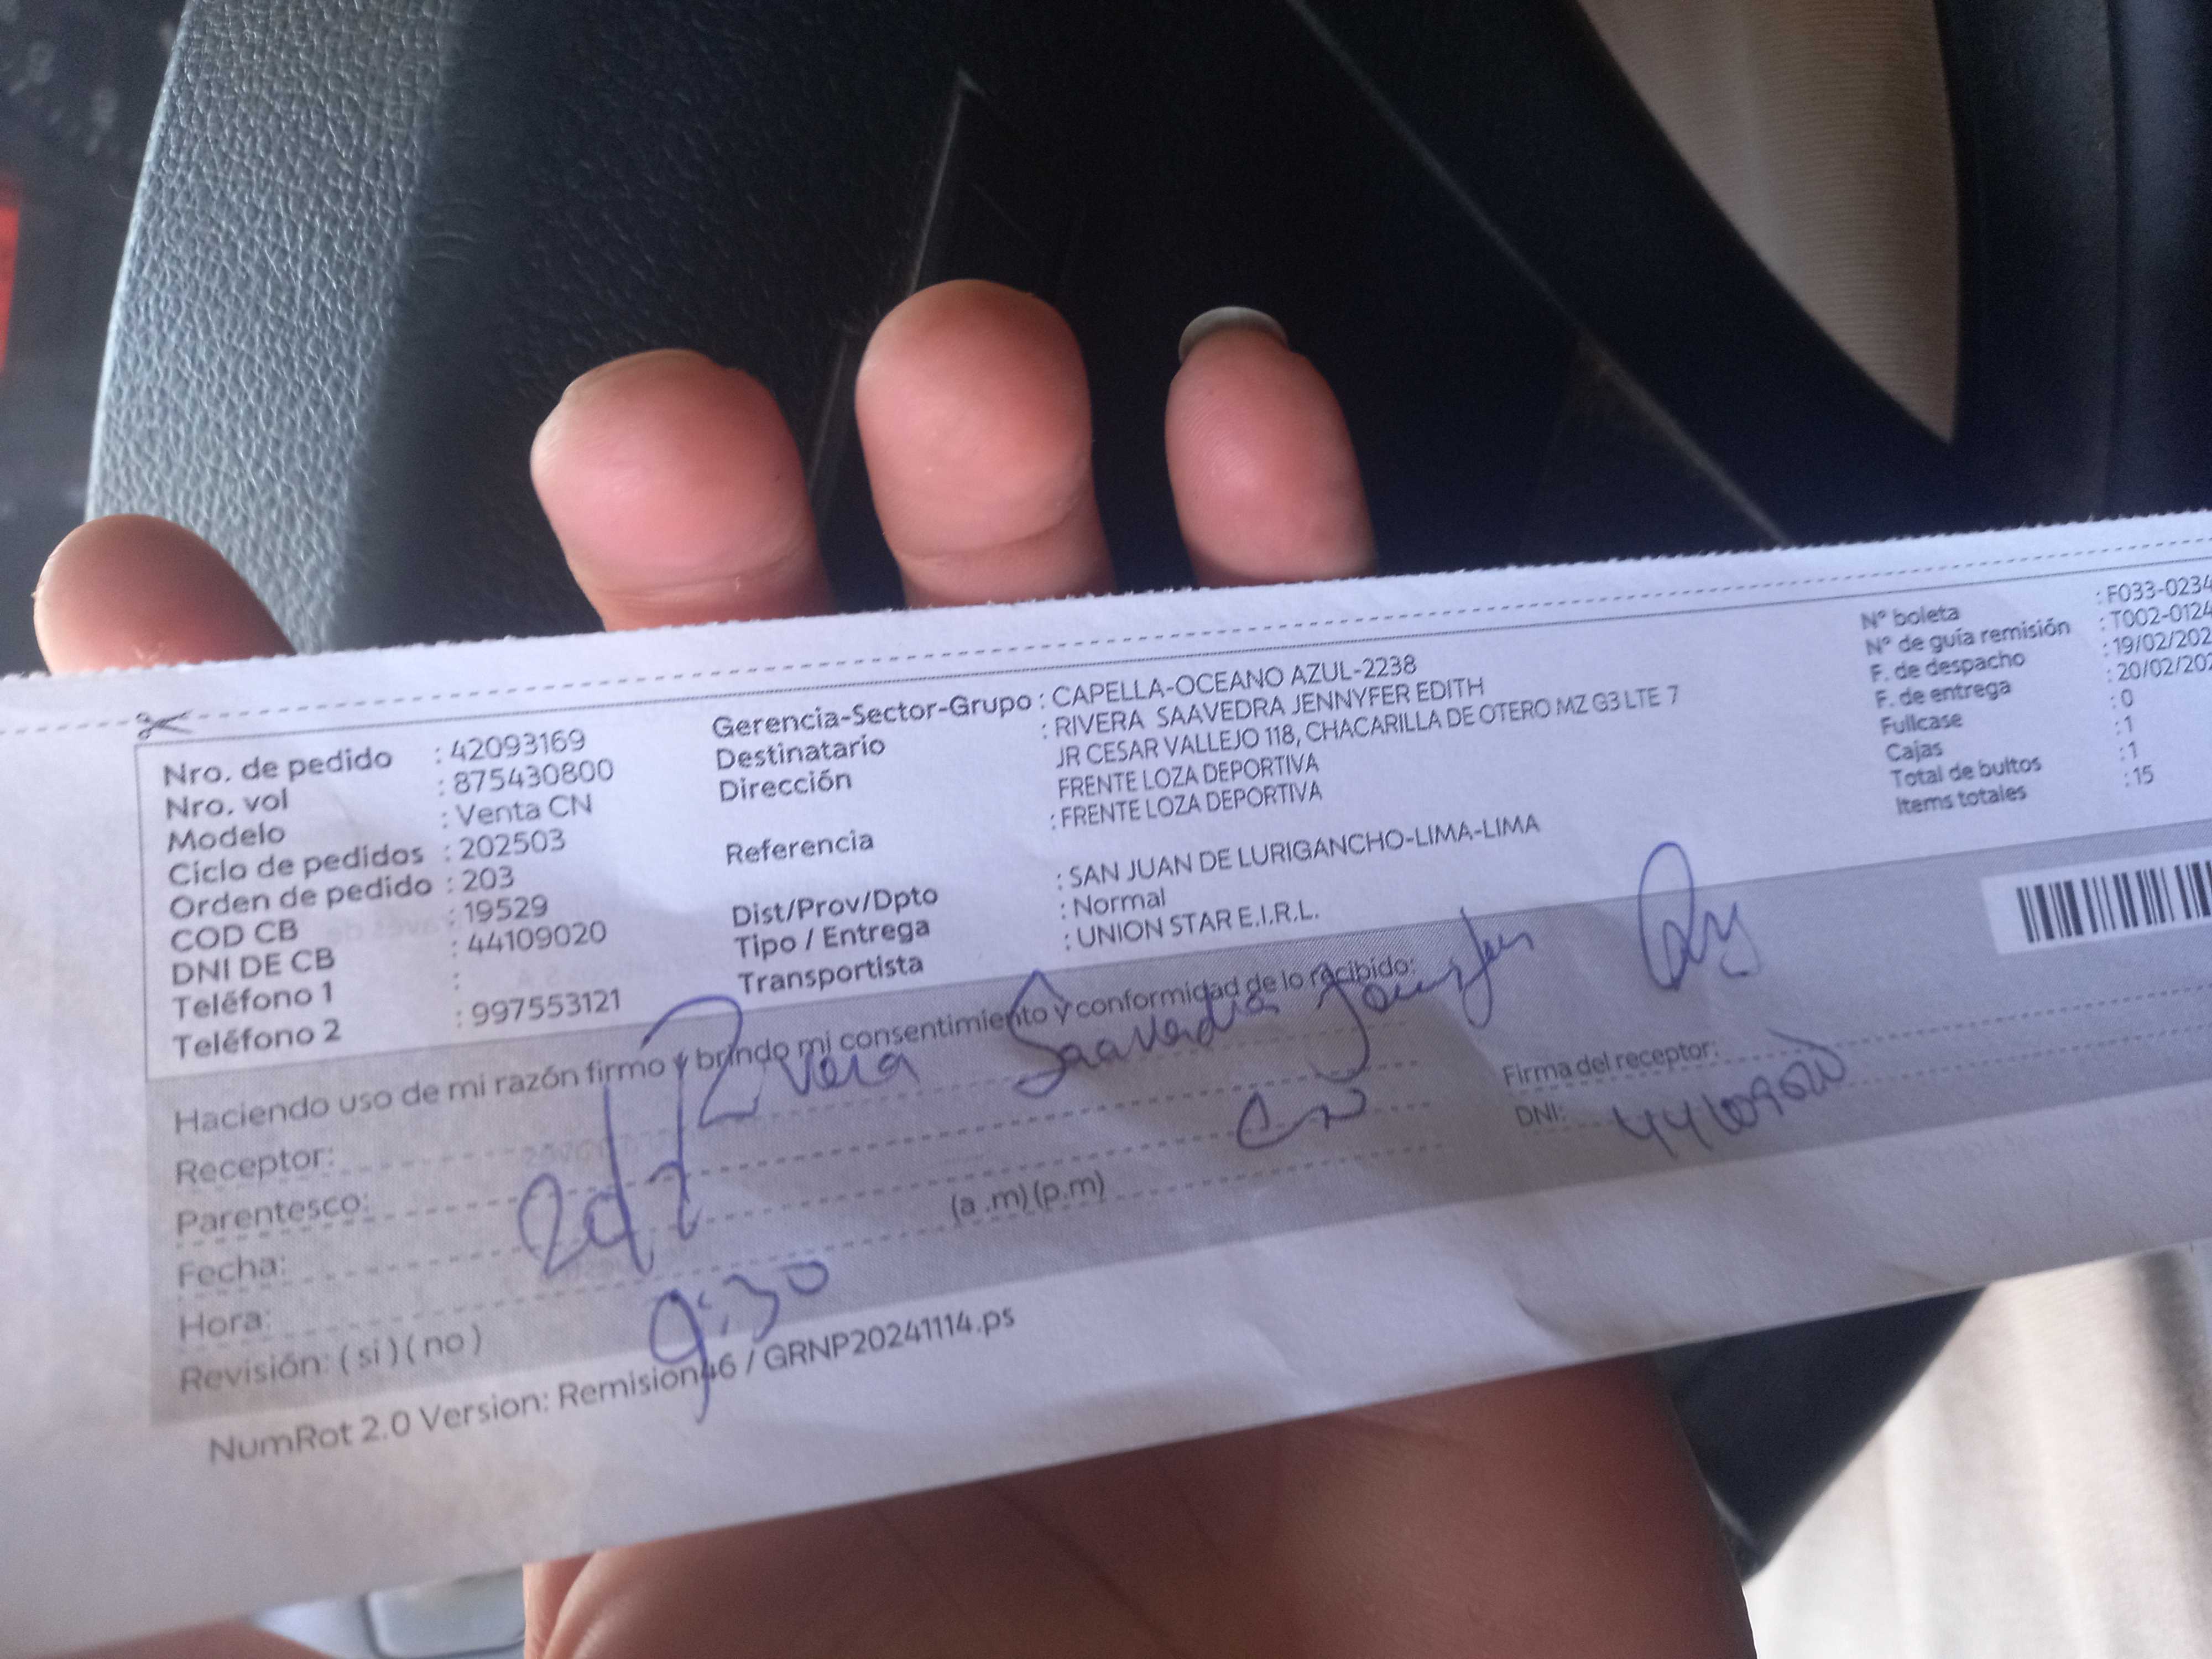 Nro. de pedido : 42093169
Nro. vol : 875430800
Modelo : Venta CN
Ciclo de pedidos : 202503
Orden de pedido : 203
COD CB : 19529
DNI DE CB : 44109020
Teléfono 1 :
Teléfono 2 : 997553121
Gerencia-Sector-Grupo : CAPELLA-OCEANO AZUL-2238
Destinatario : RIVERA SAAVEDRA JENNYFER EDITH
Dirección JR CESAR VALLEJO 118, CHACARILLA DE OTERO MZ G3 LTE 7
FRENTE LOZA DEPORTIVA
Referencia : FRENTE LOZA DEPORTIVA
Dist/Prov/Dpto : SAN JUAN DE LURIGANCHO-LIMA-LIMA
Tipo / Entrega : Normal
Transportista : UNION STAR E.I.R.L.
N° boleta : F033-0234
N° de guía remisión : T002-0124
F. de despacho : 19/02/202
F. de entrega : 20/02/202
Fullcase : 0
Cajas : 1
Total de bultos : 1
Items totales : 15
Haciendo uso de mi razón firmo y brindo mi consentimiento y conformidad de lo recibido:
Receptor: Rivera Saavedra
Parentesco:
Fecha:
Hora: 9:30 (a .m) (p.m)
Revisión: ( si ) ( no )
Firma del receptor:
DNI: 44109020
NumRot 2.0 Version: Remision46 / GRNP20241114.ps